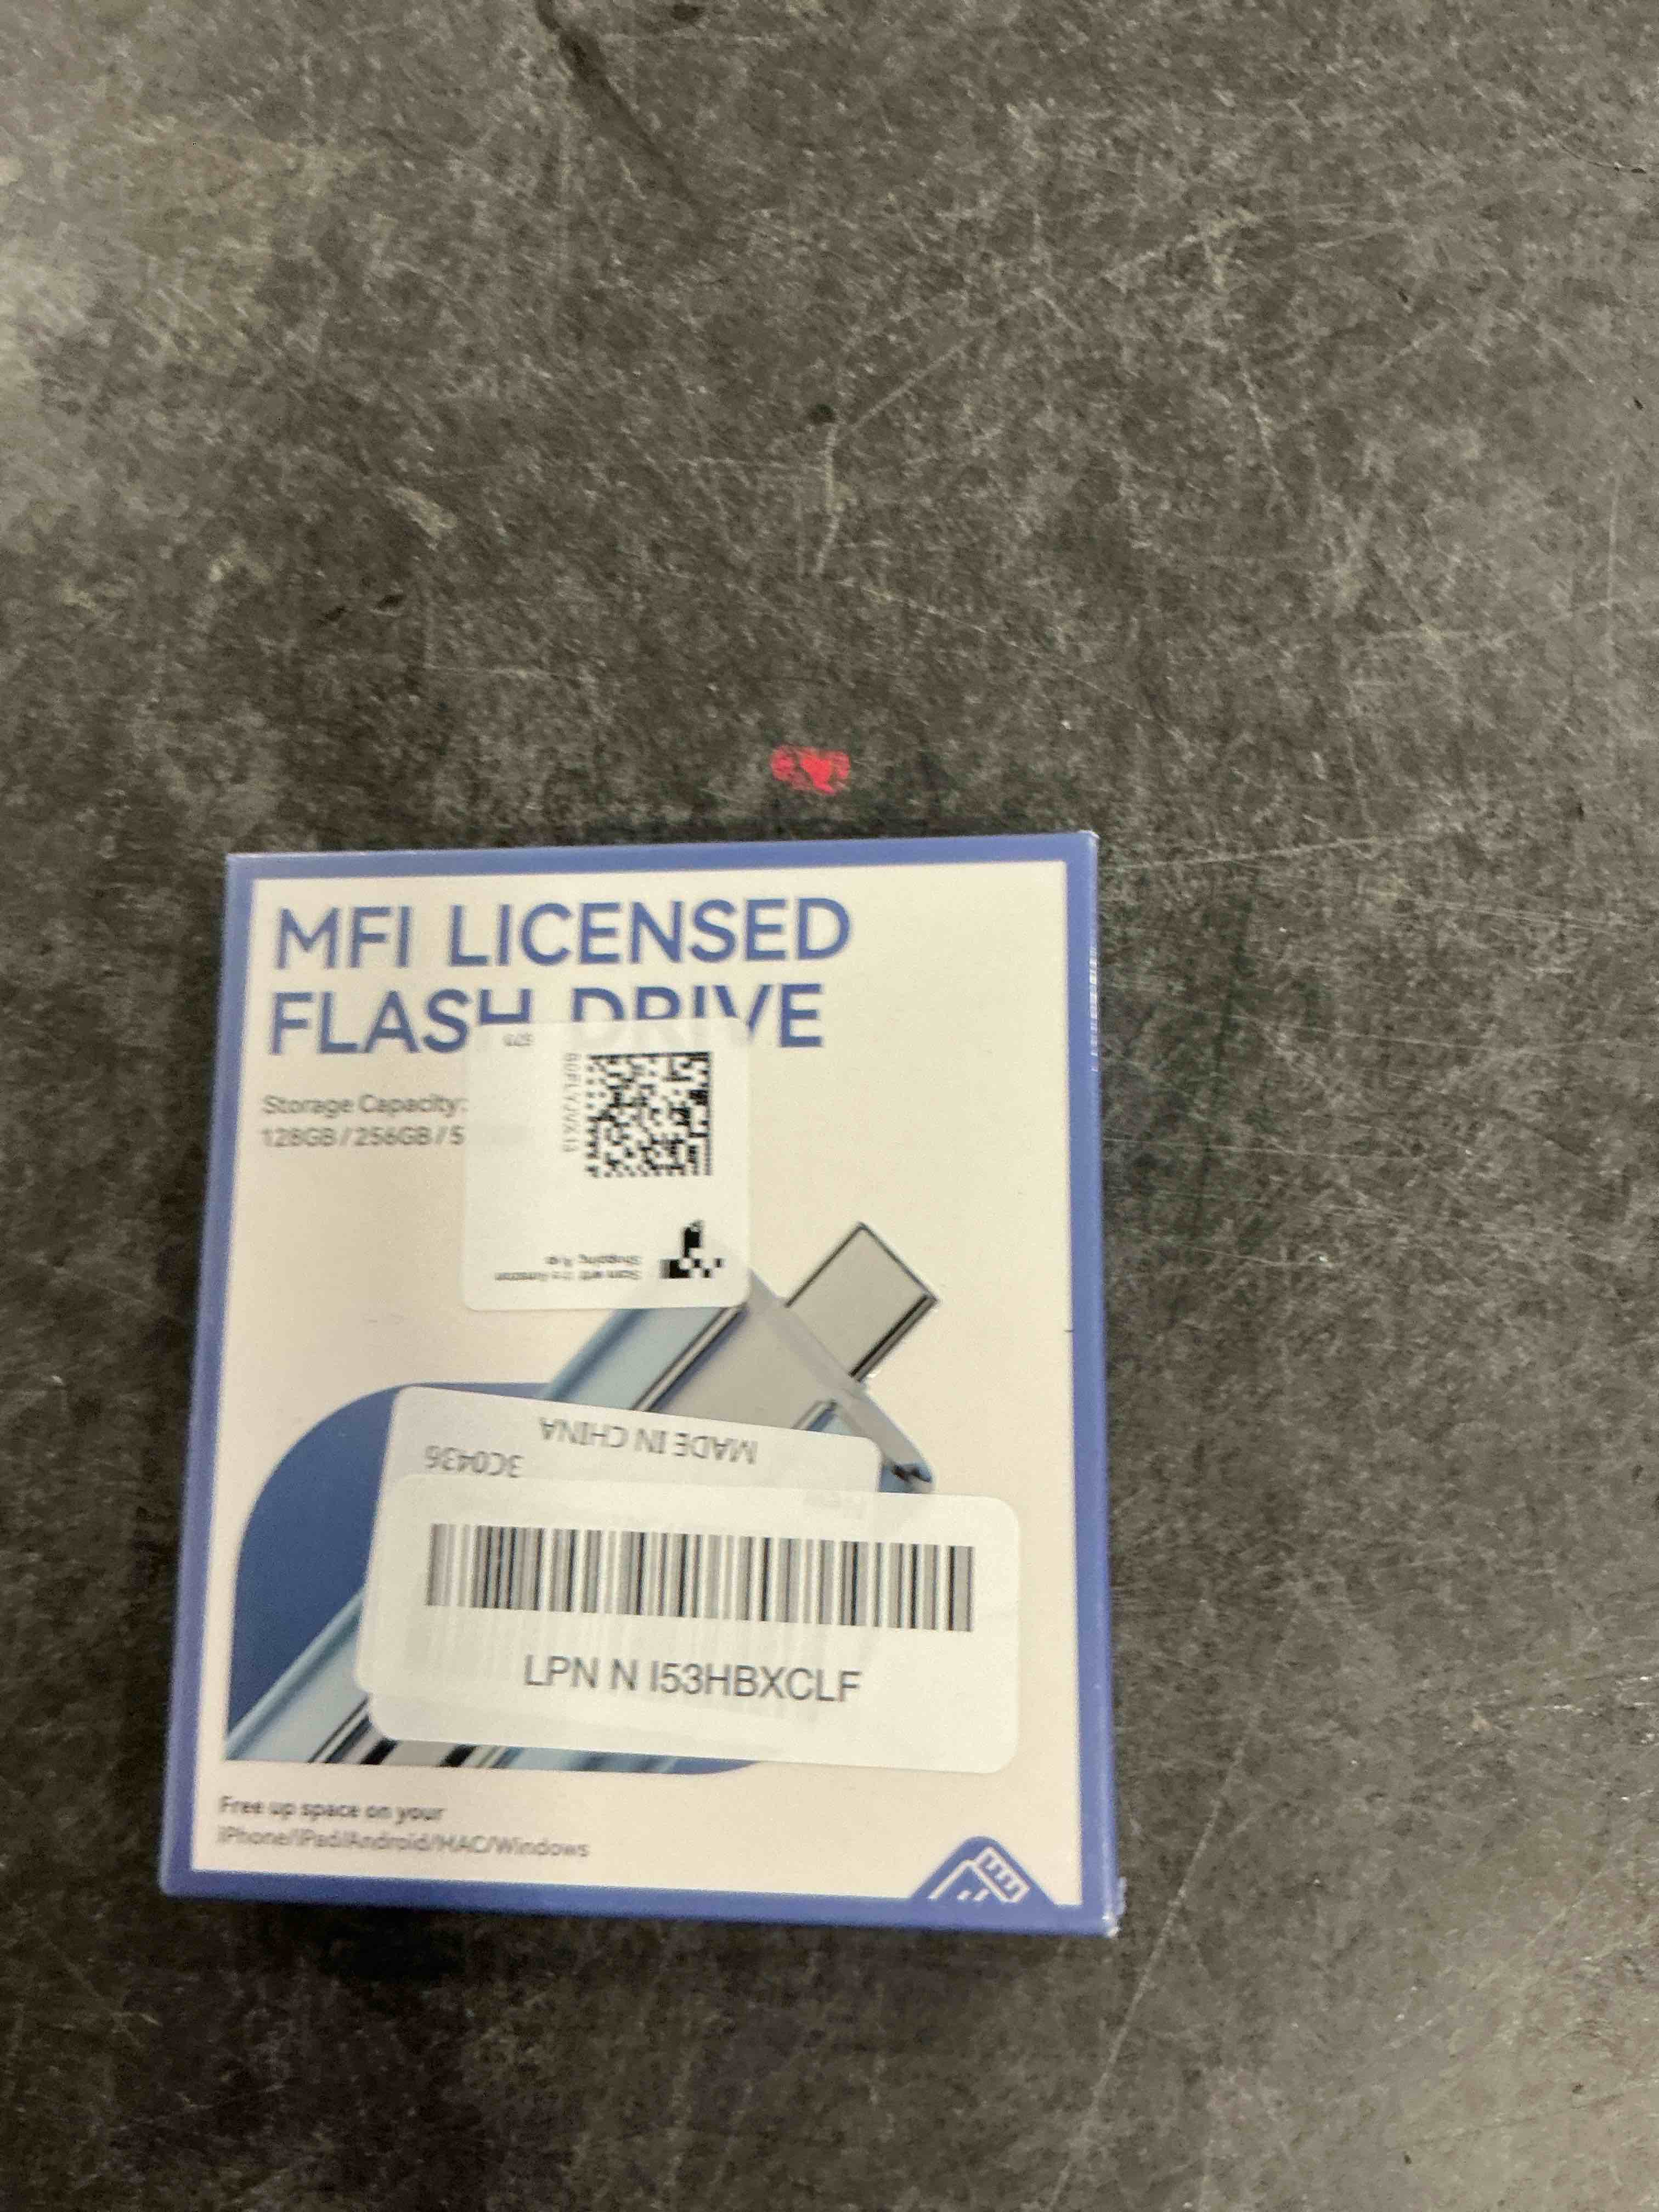 MFI LICENSED
FLASH DRIVE
Storage Capacity:
128GB/256GB/5
MADE IN CHINA
3C0436
LPN N I53HBXCLF
Free up space on your
iPhone/iPad/Android/MAC/Windows